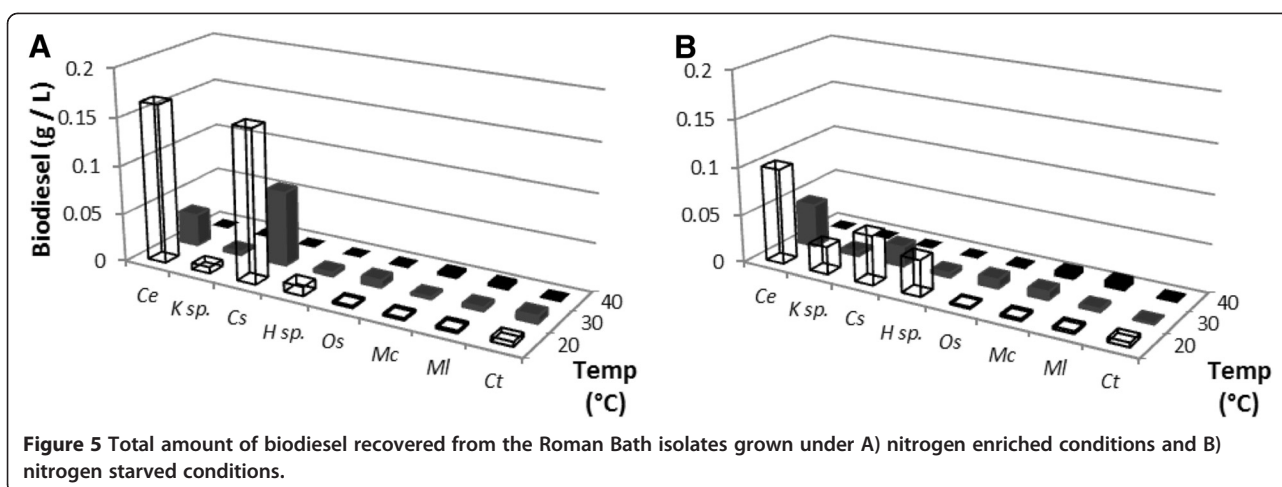 A
Biodiesel (g / L)
0.2
0.15
0.1
0.05
0
Ce
K sp.
Cs
H sp.
Os
Mc
Ml
Ct
20
30
40
Temp
(°C)
B
0.2
0.15
0.1
0.05
0
Ce
K sp.
Cs
H sp.
Os
Mc
Ml
Ct
20
30
40
Temp
(°C)
Figure 5 Total amount of biodiesel recovered from the Roman Bath isolates grown under A) nitrogen enriched conditions and B)
nitrogen starved conditions.